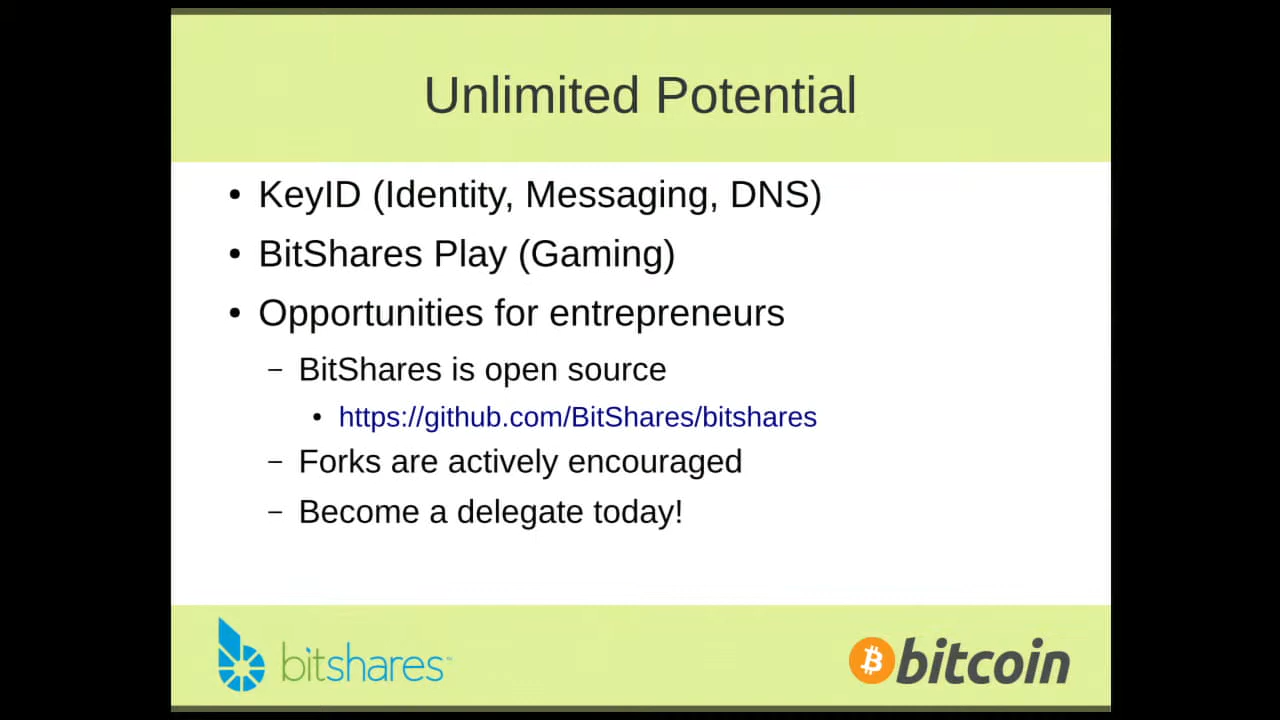 Unlimited Potential
• KeyID (Identity, Messaging, DNS)
• BitShares Play (Gaming)
• Opportunities for entrepreneurs
– BitShares is open source
• https://github.com/BitShares/bitshares
– Forks are actively encouraged
– Become a delegate today!
bitshares™
bitcoin